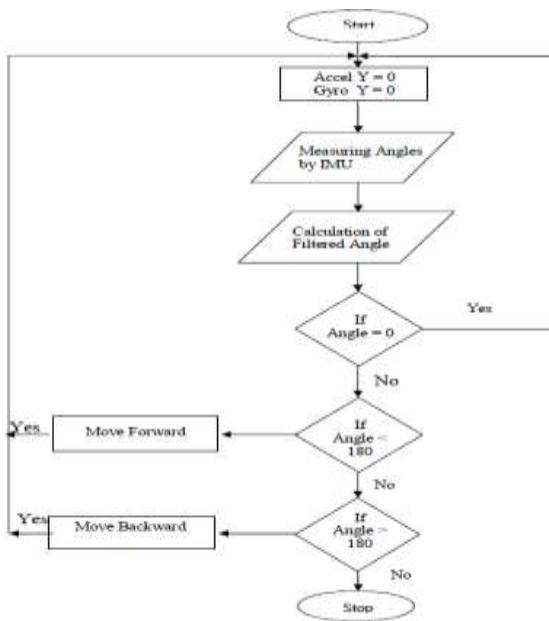 Start
Accel Y = 0
Gyro Y = 0
Measuring Angles
by IMU
Calculation of
Filtered Angle
If
Angle = 0
Yes
No
If
Angle <
180
Move Forward
Yes
No
If
Angle >
180
Move Backward
Yes
No
Stop